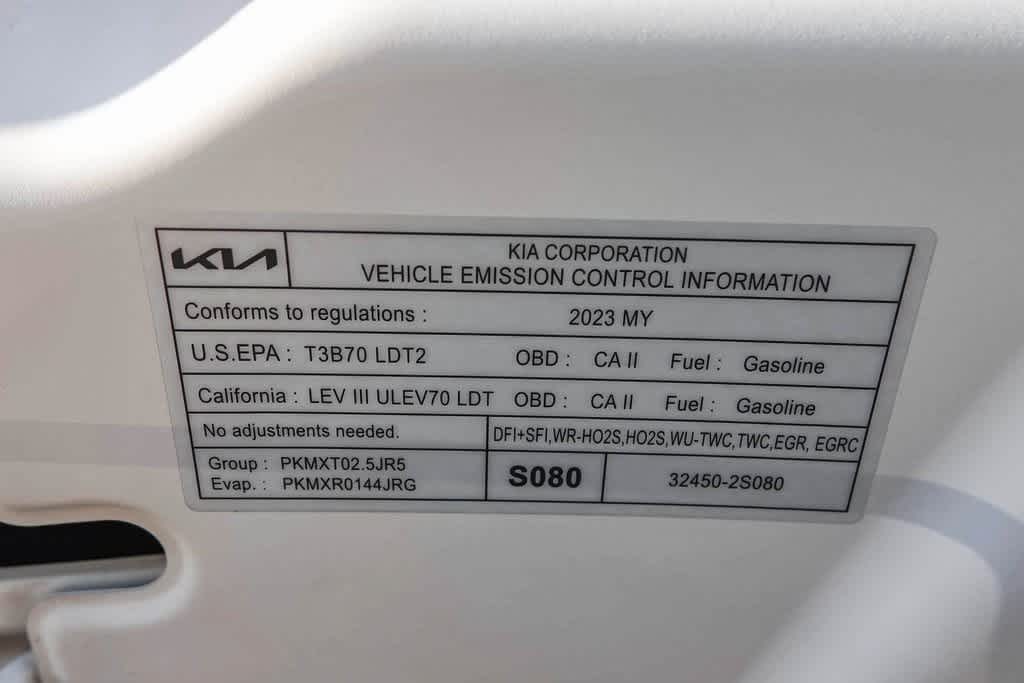 KIA
KIA CORPORATION
VEHICLE EMISSION CONTROL INFORMATION
Conforms to regulations : 2023 MY
U.S.EPA : T3B70 LDT2 OBD : CA II Fuel : Gasoline
California : LEV III ULEV70 LDT OBD : CA II Fuel : Gasoline
No adjustments needed. DFI+SFI,WR-HO2S,HO2S,WU-TWC,TWC,EGR, EGRC
Group : PKMXT02.5JR5
Evap. : PKMXR0144JRG
S080 32450-2S080